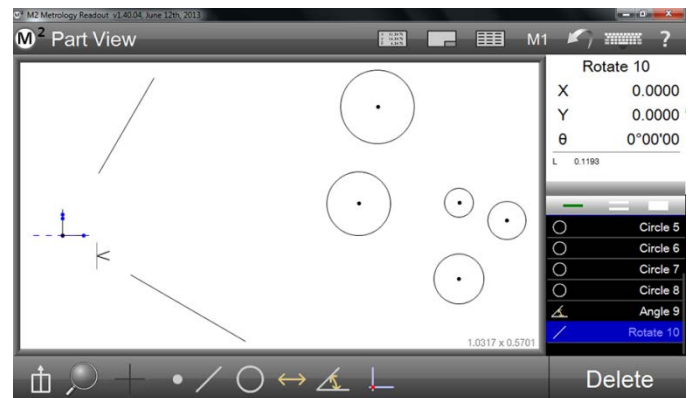 M2 Metrology Readout v1.40.04, June 12th, 2013
M2 Part View
M1
?
Rotate 10
X 0.0000
Y 0.0000
θ 0°00'00
L 0.1193
Circle 5
Circle 6
Circle 7
Circle 8
Angle 9
Rotate 10
1.0317 x 0.5701
Delete